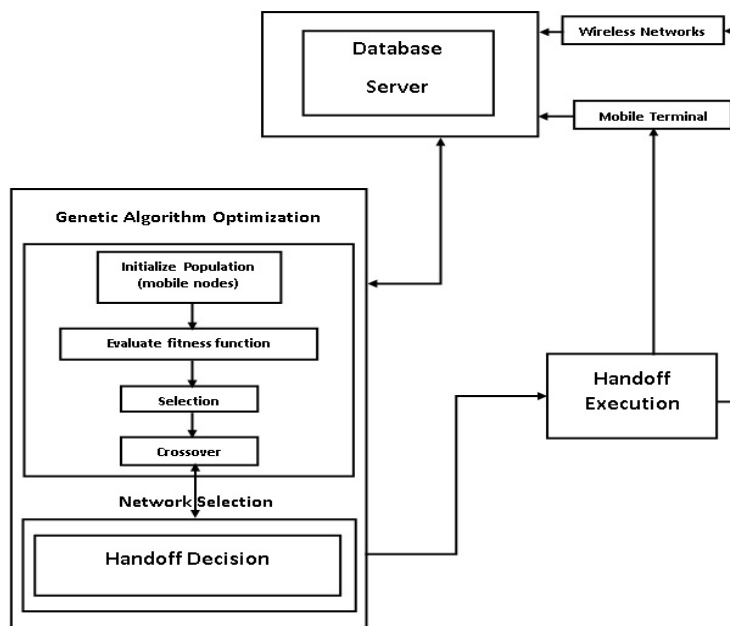 Database
Server
Wireless Networks
Mobile Terminal
Genetic Algorithm Optimization
Initialize Population
(mobile nodes)
Evaluate fitness function
Selection
Crossover
Network Selection
Handoff Decision
Handoff
Execution